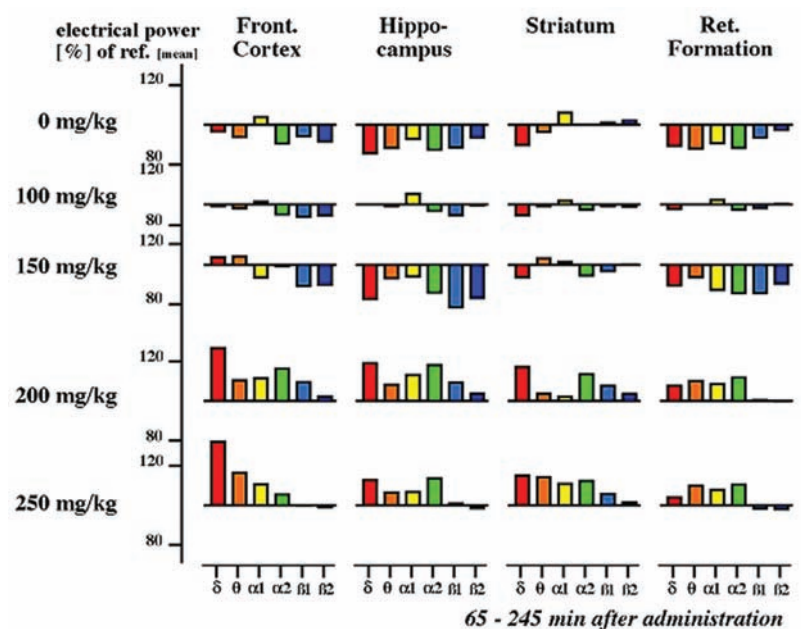 electrical power
[%] of ref. [mean]
Front.
Cortex
Hippo-
campus
Striatum
Ret.
Formation
120
0 mg/kg
80
120
100 mg/kg
80
120
150 mg/kg
80
120
200 mg/kg
80
120
250 mg/kg
80
δ θ α1 α2 ß1 ß2 δ θ α1 α2 ß1 ß2 δ θ α1 α2 ß1 ß2 δ θ α1 α2 ß1 ß2
65 - 245 min after administration